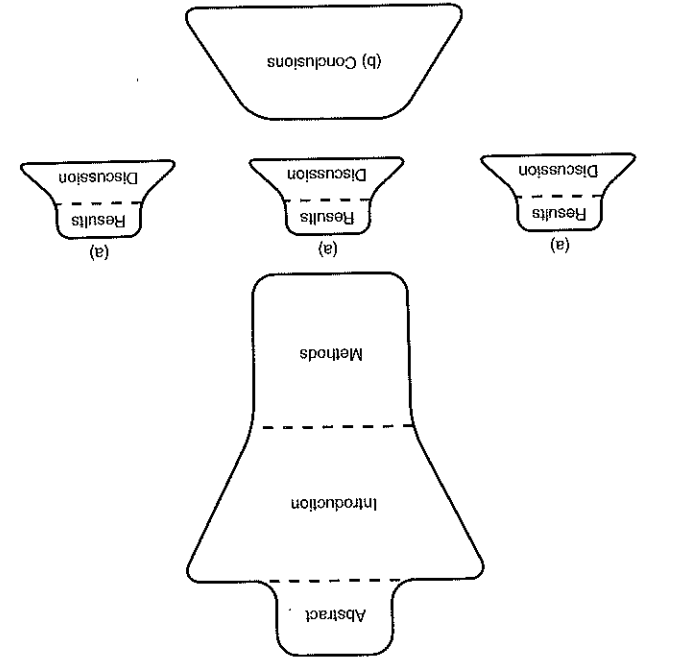 Abstract
Introduction
Methods
(a)
(a)
(a)
Results
Results
Results
Discussion
Discussion
Discussion
(b) Conclusions